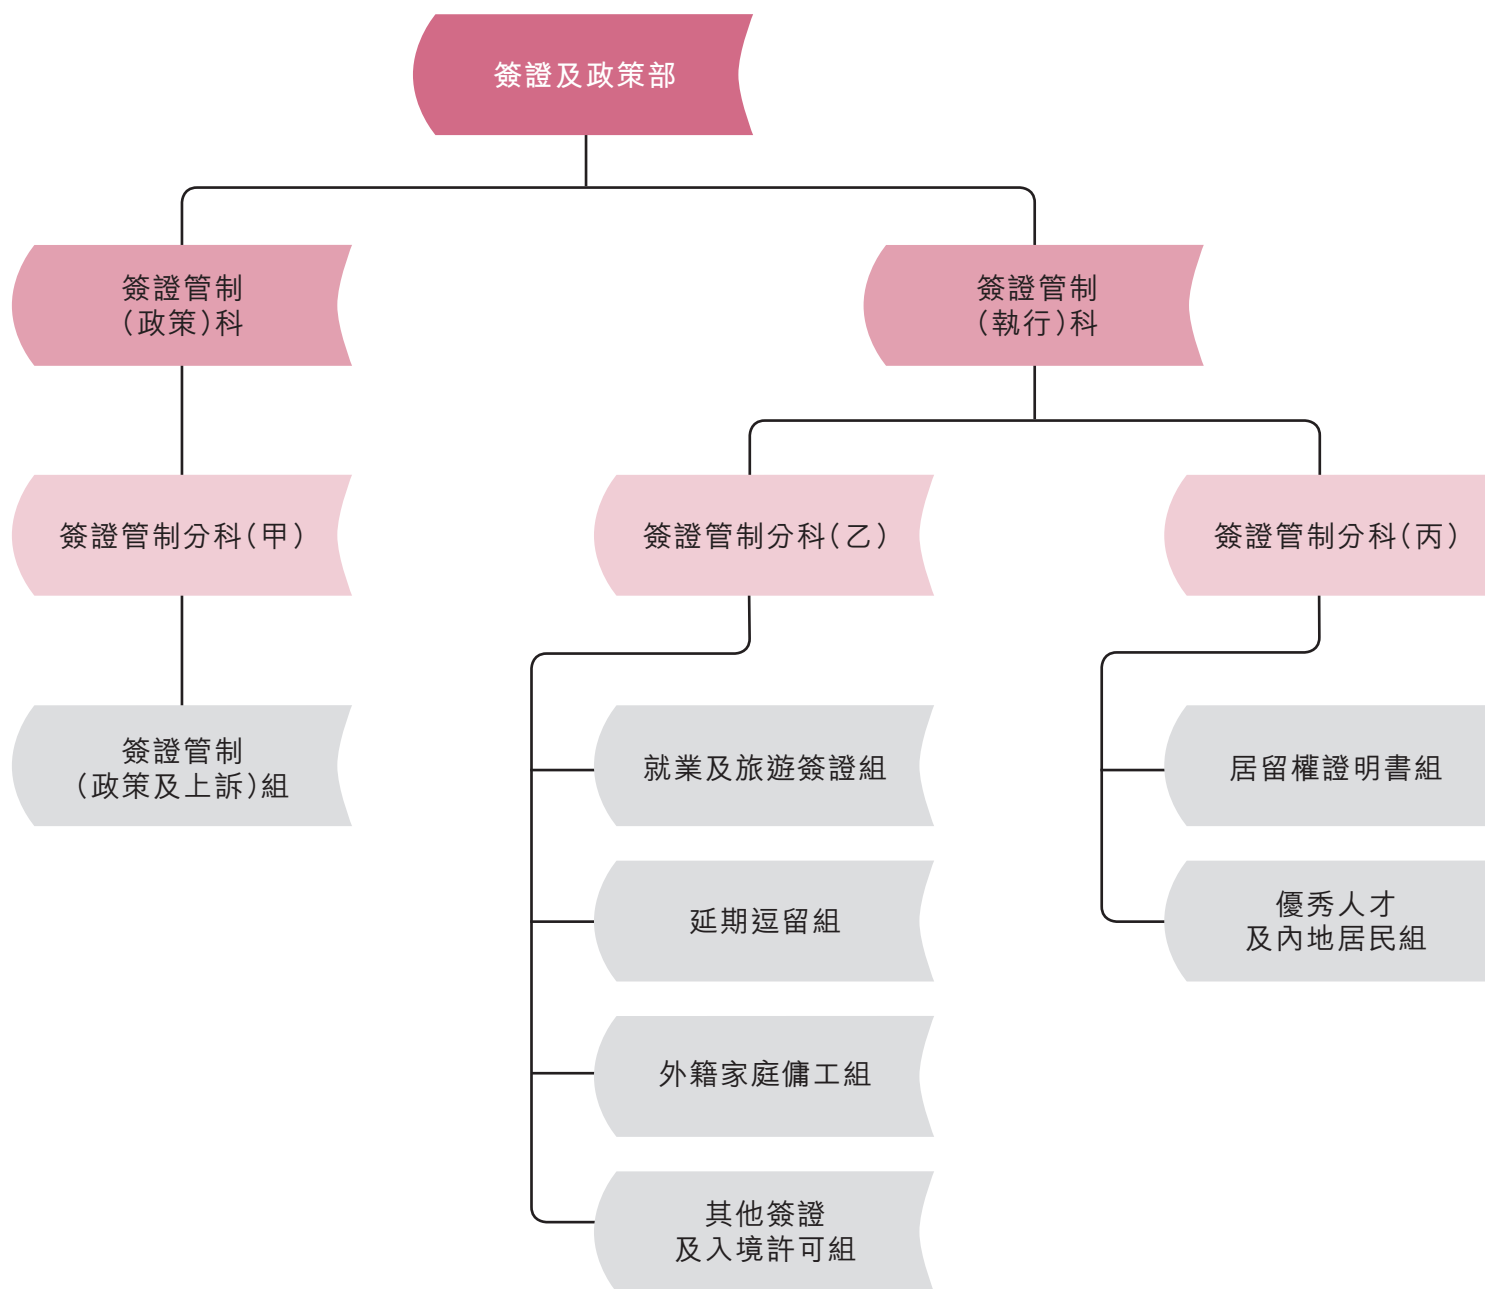 簽證及政策部
簽證管制
（政策）科
簽證管制
（執行）科
簽證管制分科（甲）
簽證管制分科（乙）
簽證管制分科（丙）
簽證管制
（政策及上訴）組
就業及旅遊簽證組
居留權證明書組
延期逗留組
優秀人才
及內地居民組
外籍家庭傭工組
其他簽證
及入境許可組